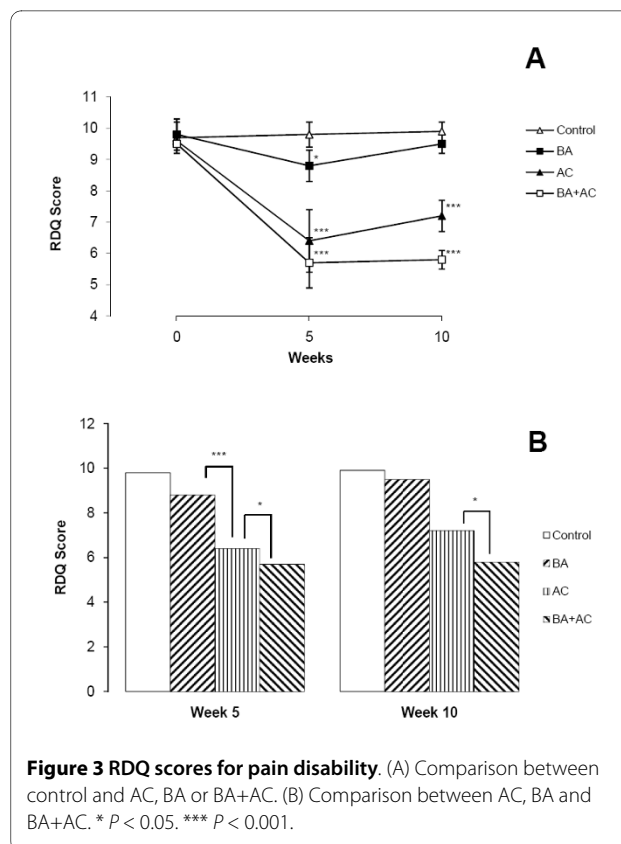 A
11
10
9
8
7
6
5
4
RDQ Score
0 5 10
Weeks
*
***
***
***
***
Control
BA
AC
BA+AC
B
12
10
8
6
4
2
0
RDQ Score
***
*
*
Week 5 Week 10
Control
BA
AC
BA+AC
Figure 3 RDQ scores for pain disability. (A) Comparison between
control and AC, BA or BA+AC. (B) Comparison between AC, BA and
BA+AC. * P < 0.05. *** P < 0.001.